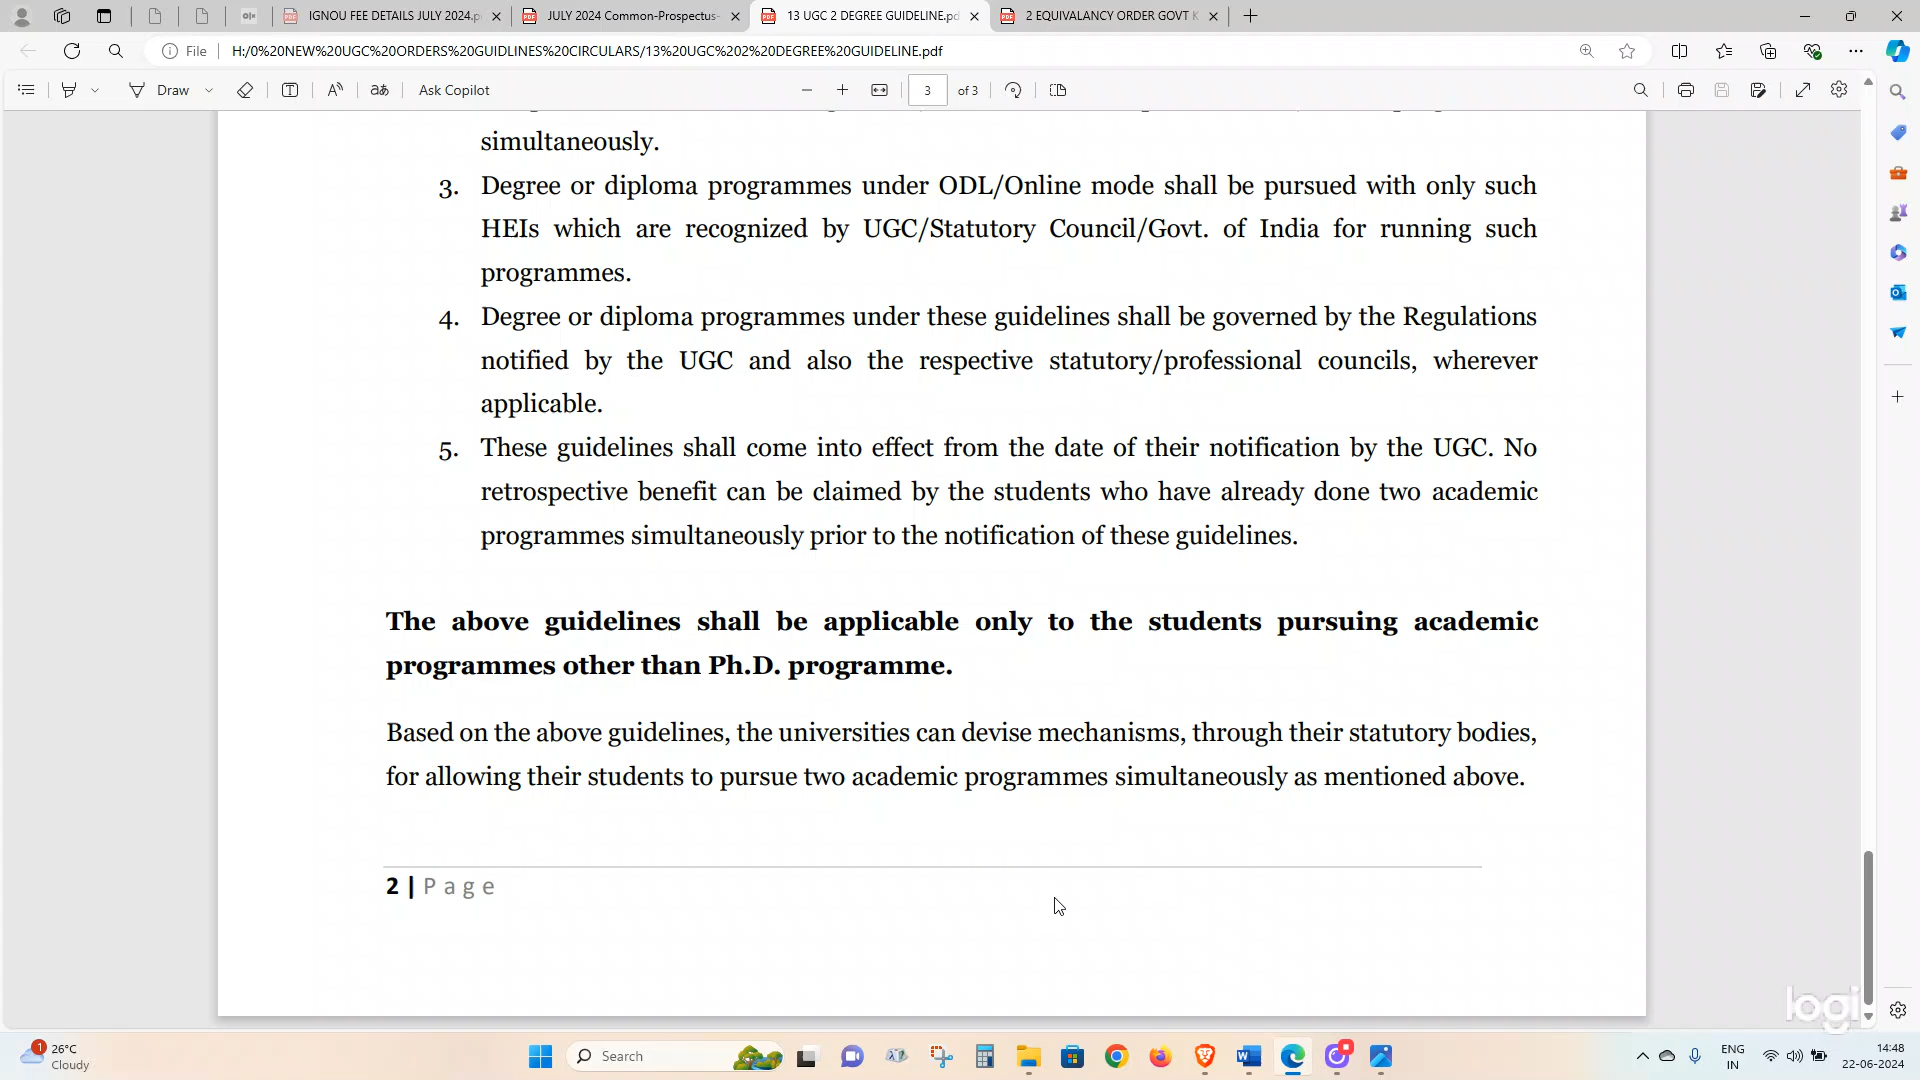 IGNOU FEE DETAILS JULY 2024.p
JULY 2024 Common-Prospectus-
13 UGC 2 DEGREE GUIDELINE.pd
2 EQUIVALANCY ORDER GOVT K
File
H:/0%20NEW%20UGC%20ORDERS%20GUIDLINES%20CIRCULARS/13%20UGC%202%20DEGREE%20GUIDELINE.pdf
Draw
Ask Copilot
3 of 3
simultaneously.
3. Degree or diploma programmes under ODL/Online mode shall be pursued with only such
HEIs which are recognized by UGC/Statutory Council/Govt. of India for running such
programmes.
4. Degree or diploma programmes under these guidelines shall be governed by the Regulations
notified by the UGC and also the respective statutory/professional councils, wherever
applicable.
5. These guidelines shall come into effect from the date of their notification by the UGC. No
retrospective benefit can be claimed by the students who have already done two academic
programmes simultaneously prior to the notification of these guidelines.
The above guidelines shall be applicable only to the students pursuing academic
programmes other than Ph.D. programme.
Based on the above guidelines, the universities can devise mechanisms, through their statutory bodies,
for allowing their students to pursue two academic programmes simultaneously as mentioned above.
2 | Page
logi
1
26°C
Cloudy
Search
ENG
IN
14:48
22-06-2024